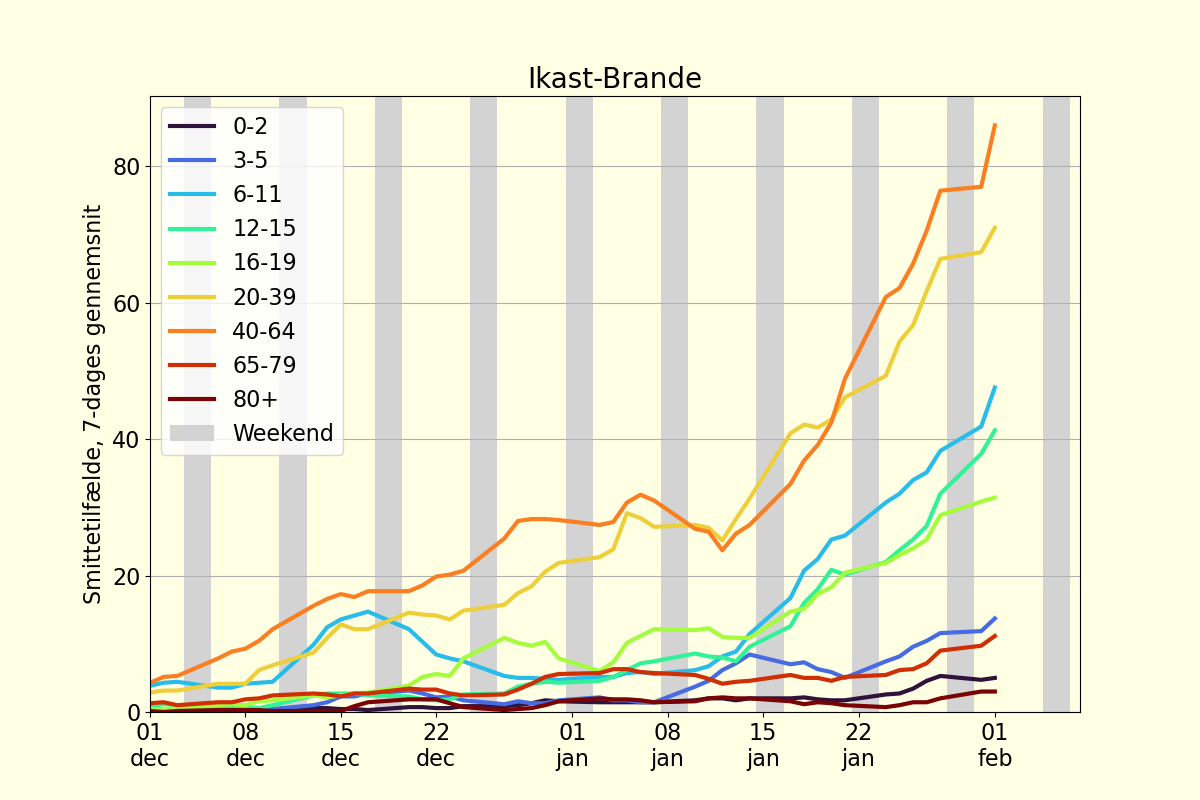 Ikast-Brande
Smittetilfælde, 7-dages gennemsnit
80
60
40
20
0
0-2
3-5
6-11
12-15
16-19
20-39
40-64
65-79
80+
Weekend
01 08 15 22 01 08 15 22 01
dec dec dec dec jan jan jan jan feb